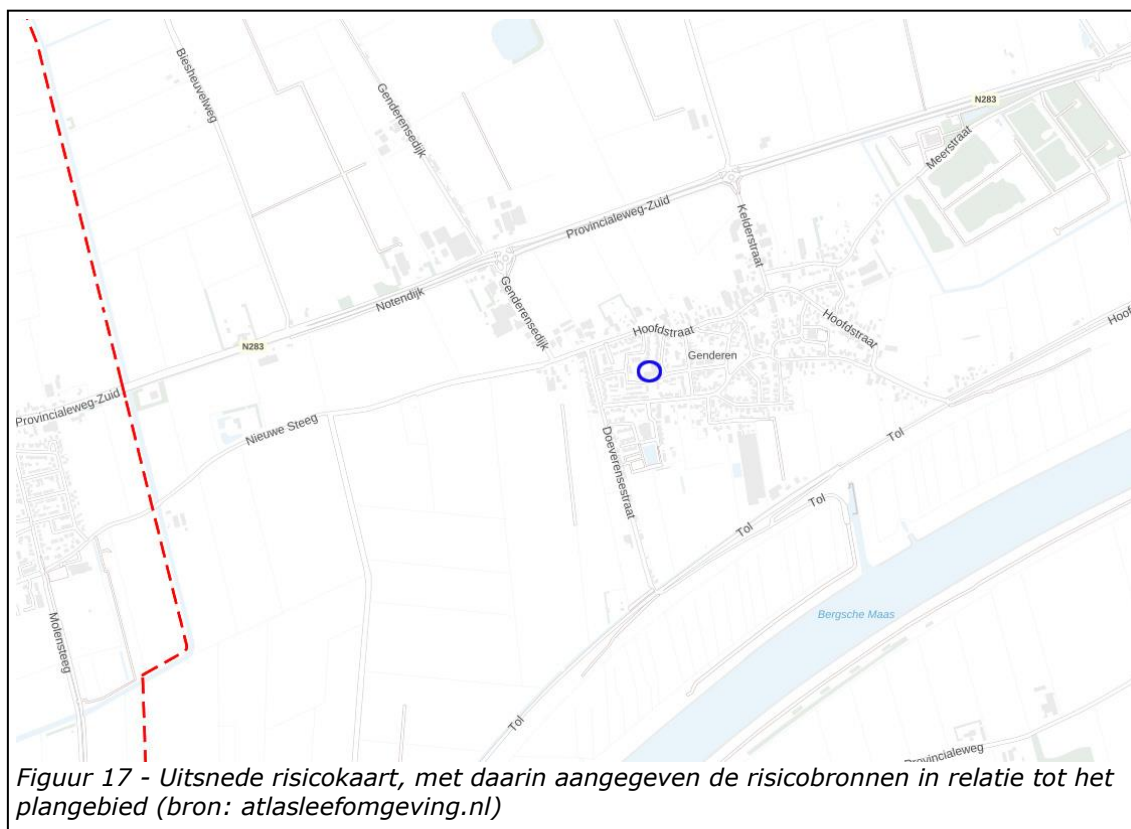 Biesheuvelweg
Genderensedijk
N283
Meerstraat
Provincialeweg-Zuid
Kelderstraat
Genderensedijk
Notendijk
Hoofdstraat
Hoofdstraat
Hoof
N283
Genderen
Provincialeweg-Zuid
Nieuwe Steeg
Doeverensestraat
Tol
Tol
Tol
Molensteeg
Bergsche Maas
Tol
Provincialeweg
Figuur 17 - Uitsnede risicokaart, met daarin aangegeven de risicobronnen in relatie tot het
plangebied (bron: atlasleefomgeving.nl)